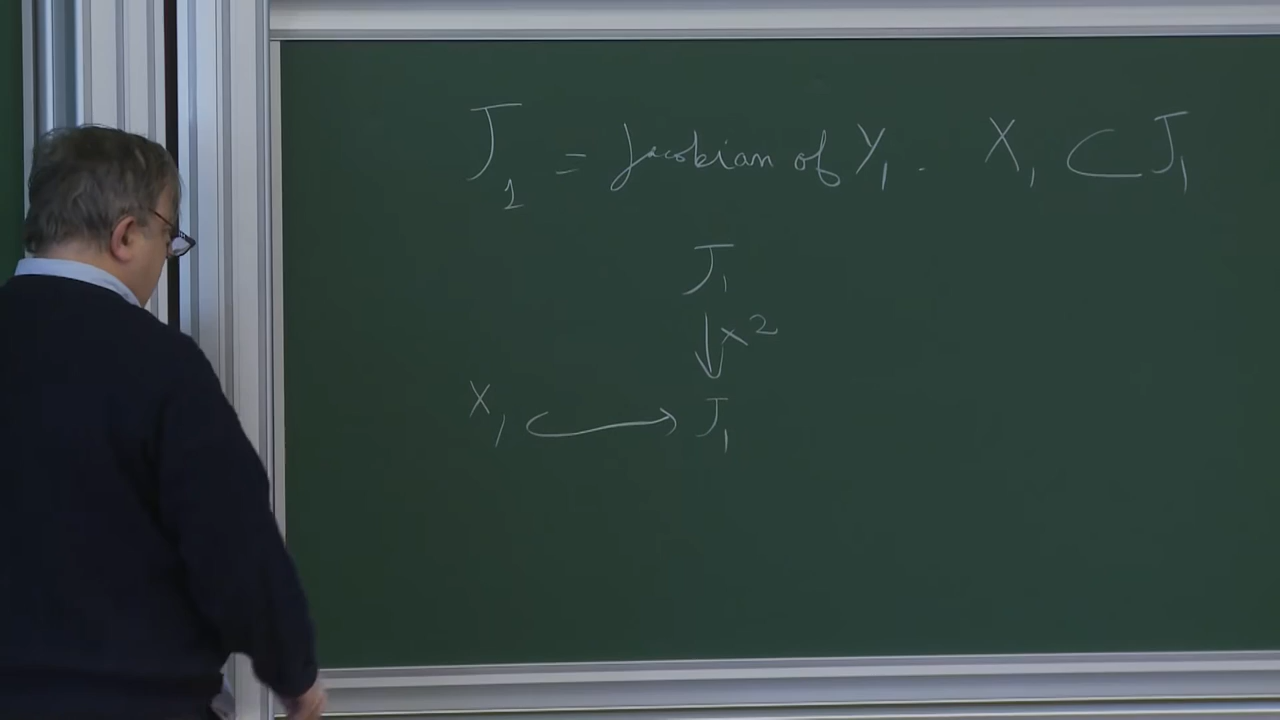 J₁ = Jacobian of Y₁. X₁ ⊂ J₁
J₁
↓ ×2
X₁ ↪ J₁